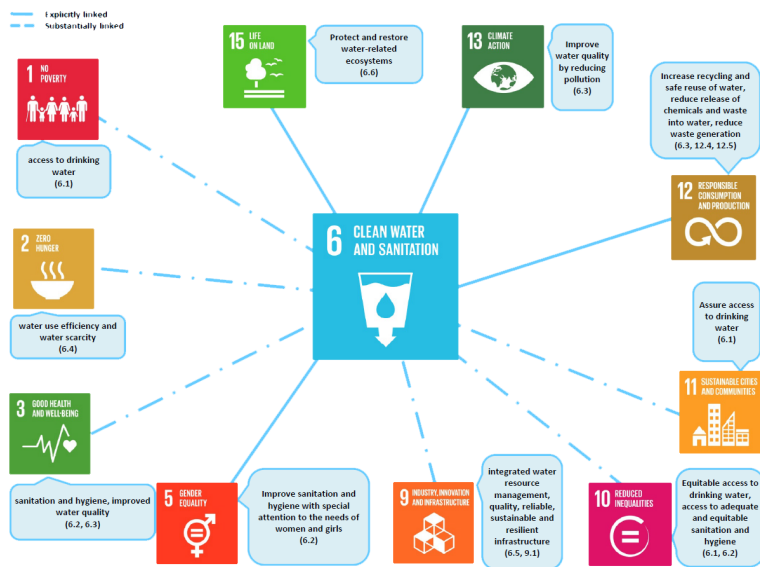 Explicitly linked
Substantially linked
15 LIFE
ON LAND
Protect and restore
water-related
ecosystems
(6.6)
13 CLIMATE
ACTION
Improve
water quality
by reducing
pollution
(6.3)
1 NO
POVERTY
access to drinking
water
(6.1)
Increase recycling and
safe reuse of water,
reduce release of
chemicals and waste
into water, reduce
waste generation
(6.3, 12.4, 12.5)
12 RESPONSIBLE
CONSUMPTION
AND PRODUCTION
2 ZERO
HUNGER
water use efficiency and
water scarcity
(6.4)
6 CLEAN WATER
AND SANITATION
Assure access
to drinking
water
(6.1)
11 SUSTAINABLE CITIES
AND COMMUNITIES
3 GOOD HEALTH
AND WELL-BEING
sanitation and hygiene, improved
water quality
(6.2, 6.3)
5 GENDER
EQUALITY
Improve sanitation and
hygiene with special
attention to the needs of
women and girls
(6.2)
9 INDUSTRY, INNOVATION
AND INFRASTRUCTURE
integrated water
resource
management,
quality, reliable,
sustainable and
resilient
infrastructure
(6.5, 9.1)
10 REDUCED
INEQUALITIES
Equitable access to
drinking water,
access to adequate
and equitable
sanitation and
hygiene
(6.1, 6.2)